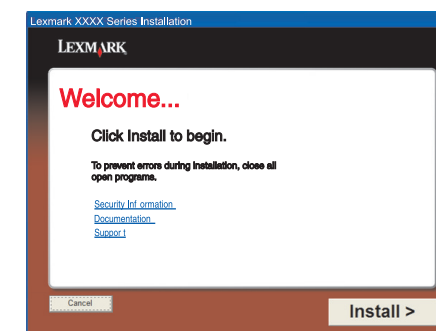 Lexmark XXXX Series Installation
LEXMARK
Welcome...
Click Install to begin.
To prevent errors during installation, close all
open programs.
Security Inf ormation
Documentation
Suppor t
Cancel
Install >